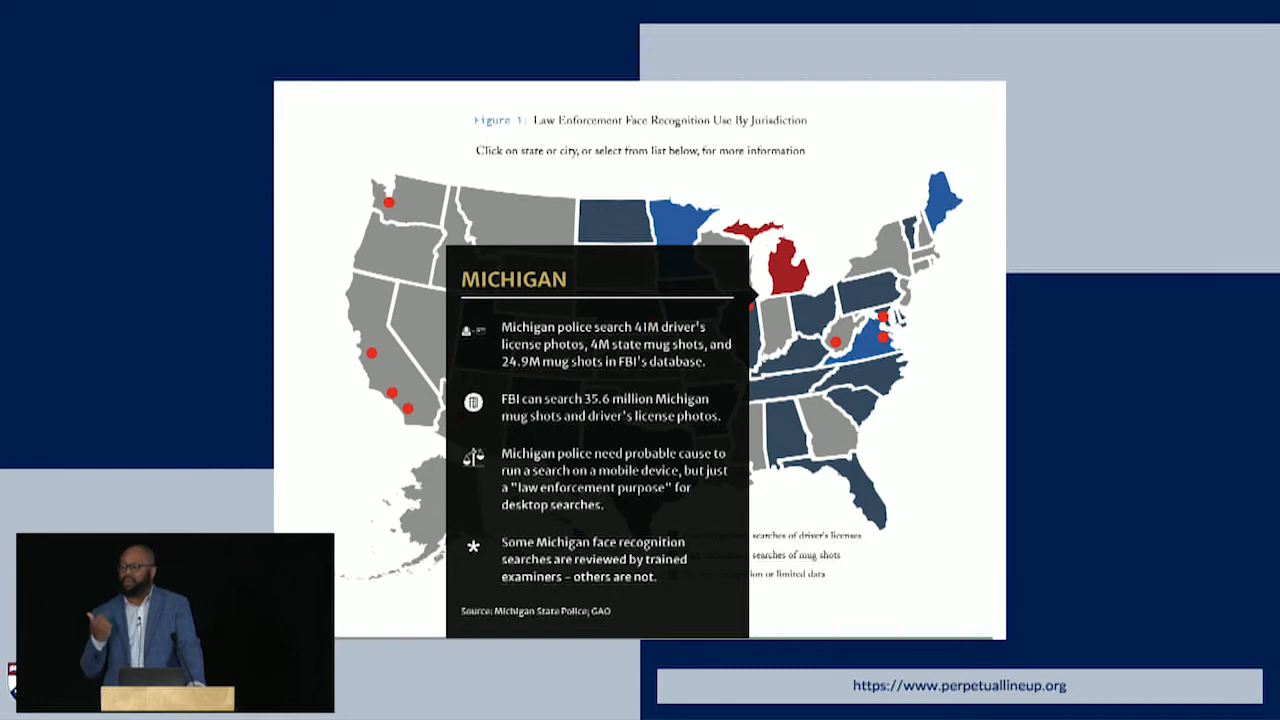 Figure 1: Law Enforcement Face Recognition Use By Jurisdiction
Click on state or city, or select from list below, for more information
MICHIGAN
Michigan police search 41M driver's
license photos, 4M state mug shots, and
24.9M mug shots in FBI's database.
FBI
FBI can search 35.6 million Michigan
mug shots and driver's license photos.
Michigan police need probable cause to
run a search on a mobile device, but just
a "law enforcement purpose" for
desktop searches.
* Some Michigan face recognition
searches are reviewed by trained
examiners – others are not.
Source: Michigan State Police; GAO
searches of driver's licenses
searches of mug shots
or limited data
https://www.perpetuallineup.org